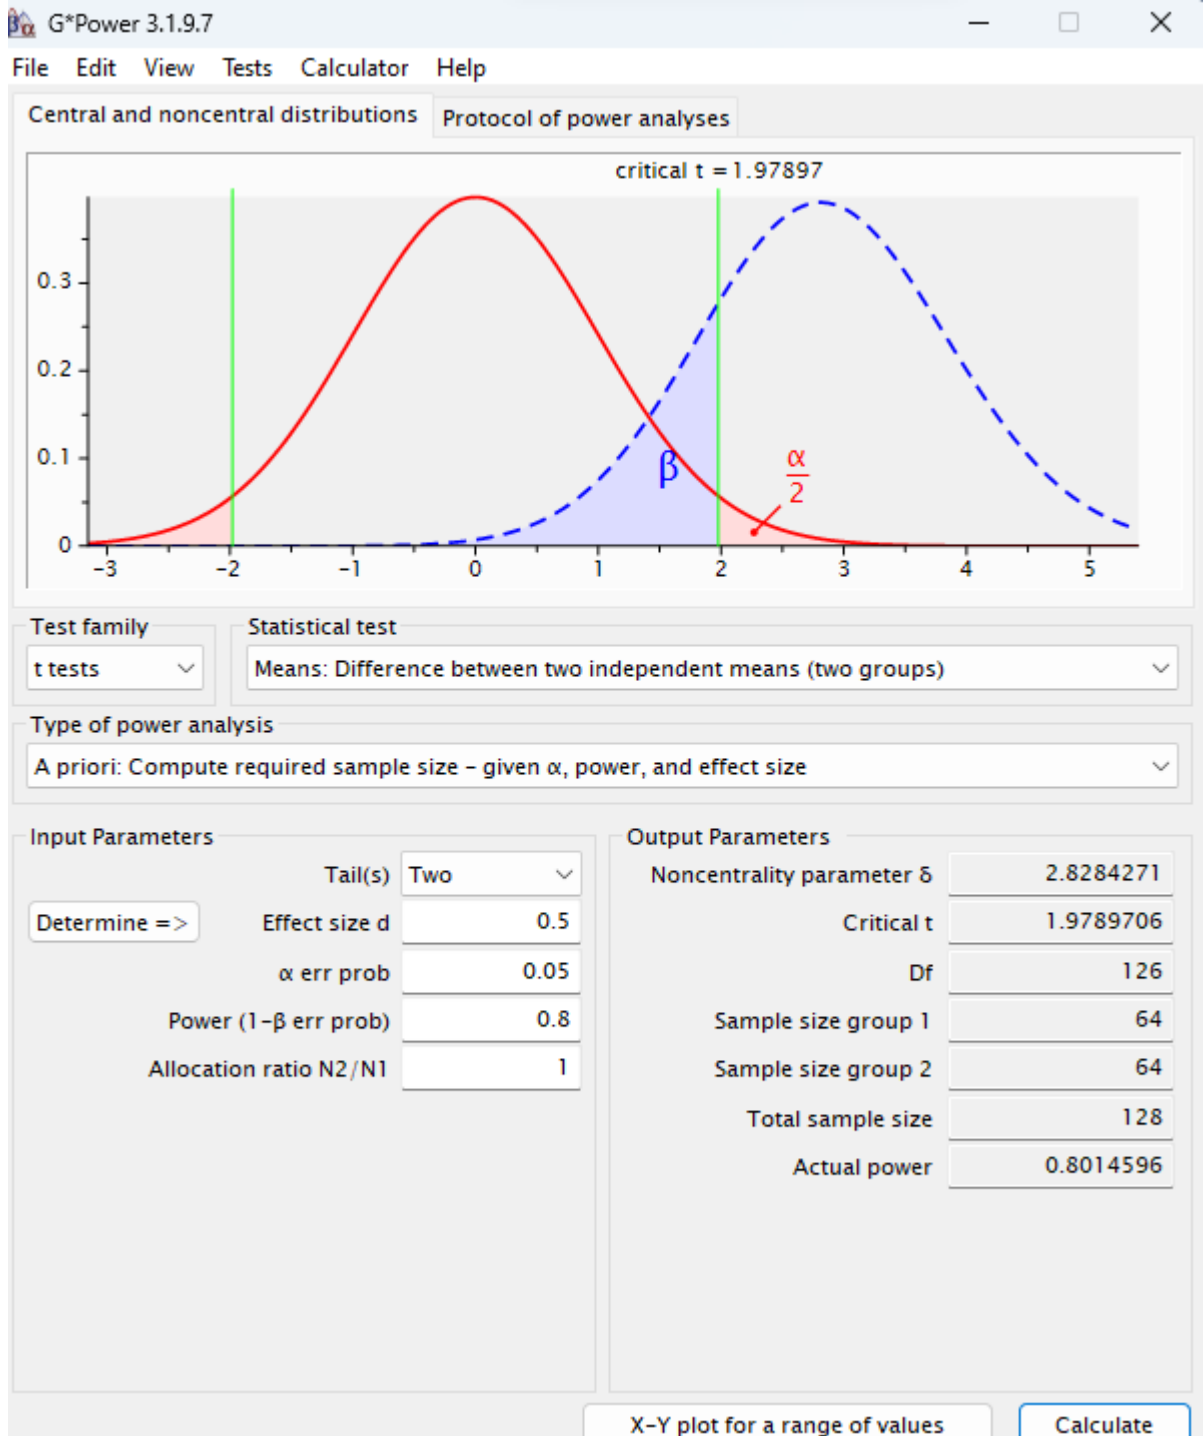 G*Power 3.1.9.7
File Edit View Tests Calculator Help
Central and noncentral distributions Protocol of power analyses
critical t = 1.97897
0.3
0.2
0.1
0
β
α
2
-3 -2 -1 0 1 2 3 4 5
Test family Statistical test
t tests Means: Difference between two independent means (two groups)
Type of power analysis
A priori: Compute required sample size – given α, power, and effect size
Input Parameters Output Parameters
Tail(s) Two Noncentrality parameter δ 2.8284271
Determine => Effect size d 0.5 Critical t 1.9789706
α err prob 0.05 Df 126
Power (1-β err prob) 0.8 Sample size group 1 64
Allocation ratio N2/N1 1 Sample size group 2 64
Total sample size 128
Actual power 0.8014596
X-Y plot for a range of values Calculate